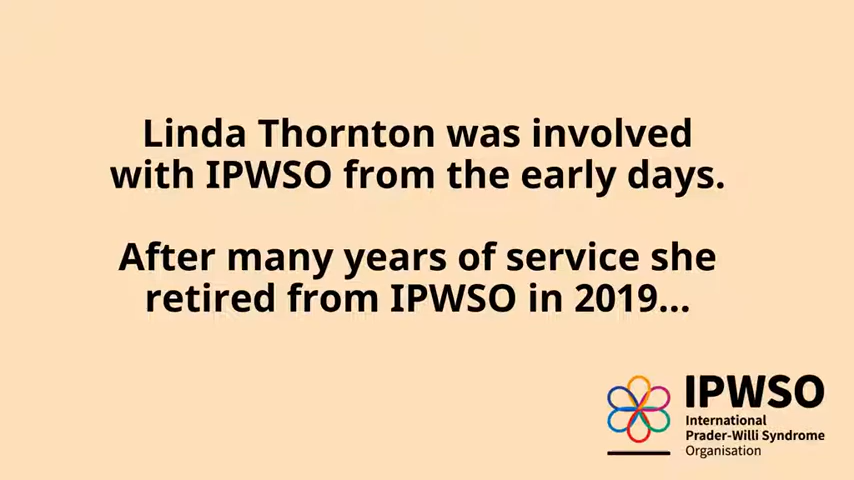 Linda Thornton was involved
with IPWSO from the early days.
After many years of service she
retired from IPWSO in 2019...
IPWSO
International
Prader-Willi Syndrome
Organisation